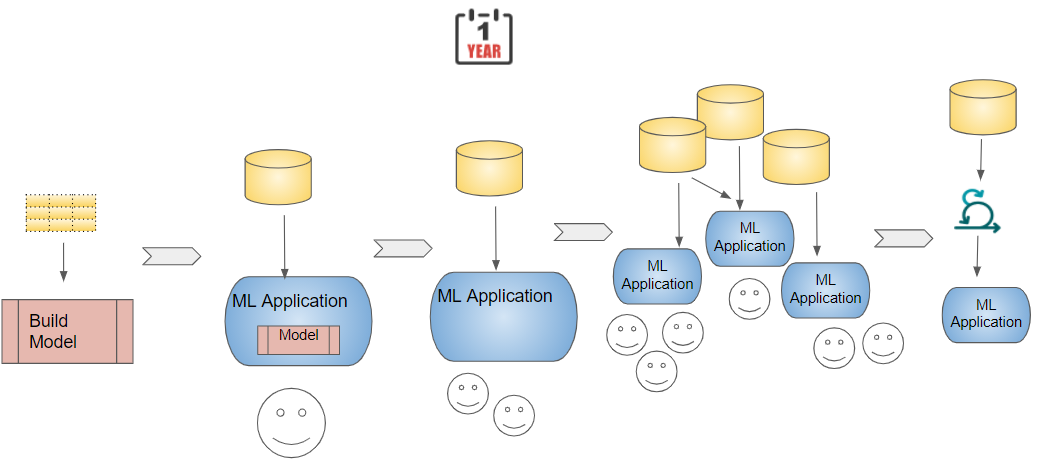 1
YEAR
Build
Model
ML Application
Model
ML Application
ML
Application
ML
Application
ML
Application
ML
Application